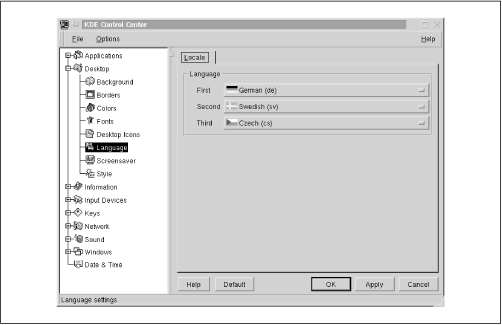 KDE Control Center
File Options Help
Applications
Desktop
Background
Borders
Colors
Fonts
Desktop Icons
Language
Screensaver
Style
Information
Input Devices
Keys
Network
Sound
Windows
Date & Time
Locale
Language
First German (de)
Second Swedish (sv)
Third Czech (cs)
Help Default OK Apply Cancel
Language settings